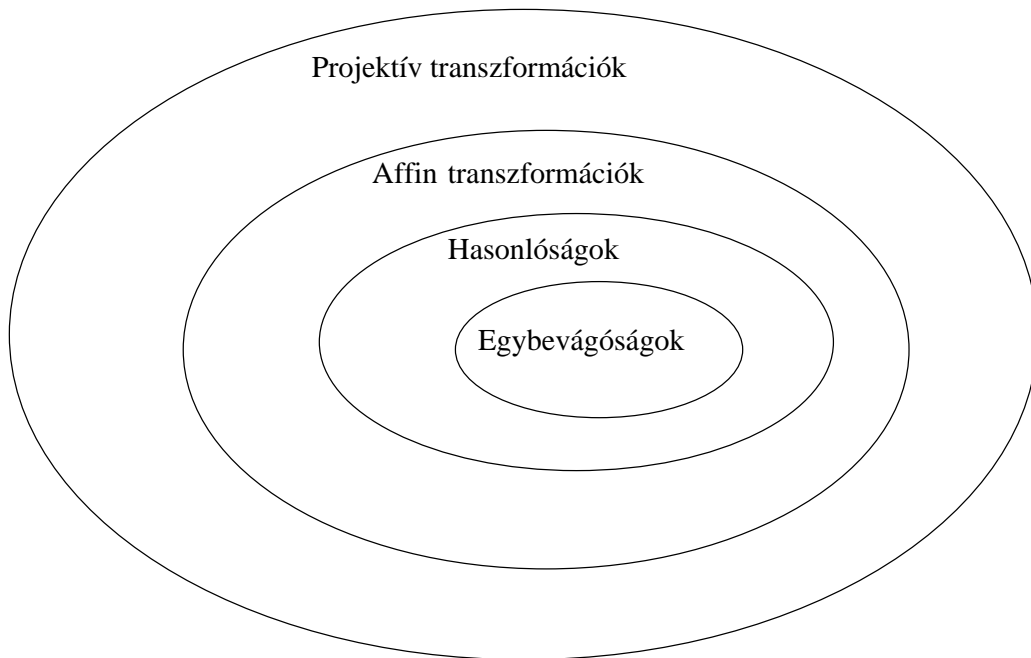 Projektív transzformációk
Affin transzformációk
Hasonlóságok
Egybevágóságok